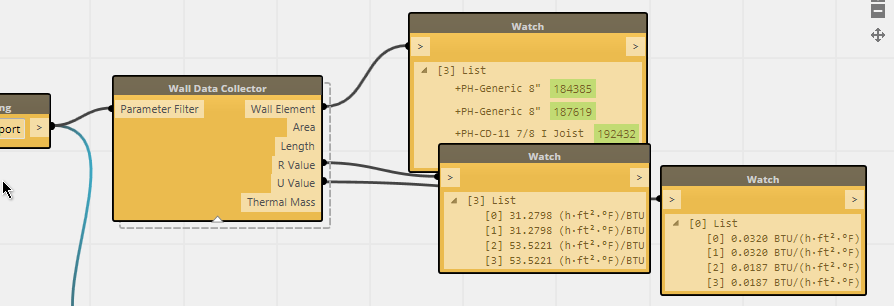 ng
port >
Wall Data Collector
Parameter Filter
Wall Element
Area
Length
R Value
U Value
Thermal Mass
Watch
> >
[3] List
+PH-Generic 8" 184385
+PH-Generic 8" 187619
+PH-CD-11 7/8 I Joist 192432
Watch
> >
[3] List
[0] 31.2798 (h·ft²·°F)/BTU
[1] 31.2798 (h·ft²·°F)/BTU
[2] 53.5221 (h·ft²·°F)/BTU
[3] 53.5221 (h·ft²·°F)/BTU
Watch
> >
[0] List
[0] 0.0320 BTU/(h·ft²·°F)
[1] 0.0320 BTU/(h·ft²·°F)
[2] 0.0187 BTU/(h·ft²·°F)
[3] 0.0187 BTU/(h·ft²·°F)